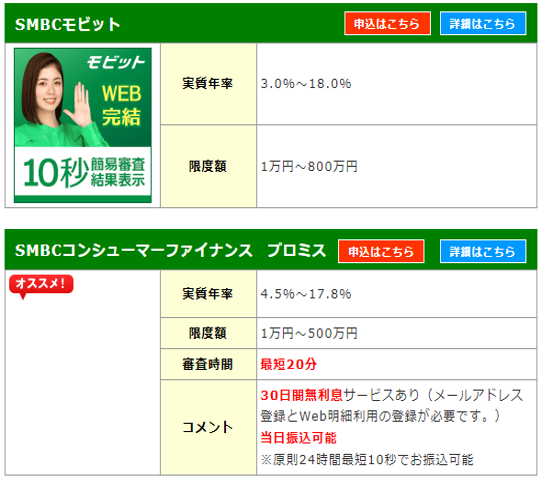 SMBCモビット
申込はこちら
詳細はこちら
モビット
WEB
完結
10秒 簡易審査
結果表示
実質年率
3.0%～18.0%
限度額
1万円～800万円
SMBCコンシューマーファイナンス　プロミス
申込はこちら
詳細はこちら
オススメ！
実質年率
4.5%～17.8%
限度額
1万円～500万円
審査時間
最短20分
コメント
30日間無利息サービスあり（メールアドレス
登録とWeb明細利用の登録が必要です。）
当日振込可能
※原則24時間最短10秒でお振込可能